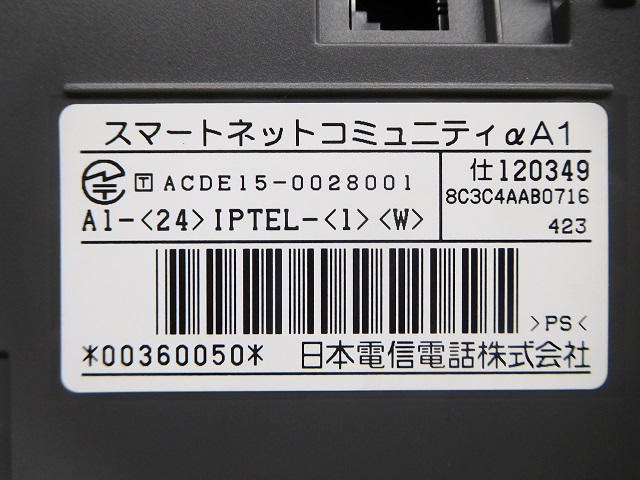 スマートネットコミュニティαA1
T ACDE15-0028001
仕120349
8C3C4AAB0716
A1-<24>IPTEL-<1><W>
423
>PS<
*00360050* 日本電信電話株式会社